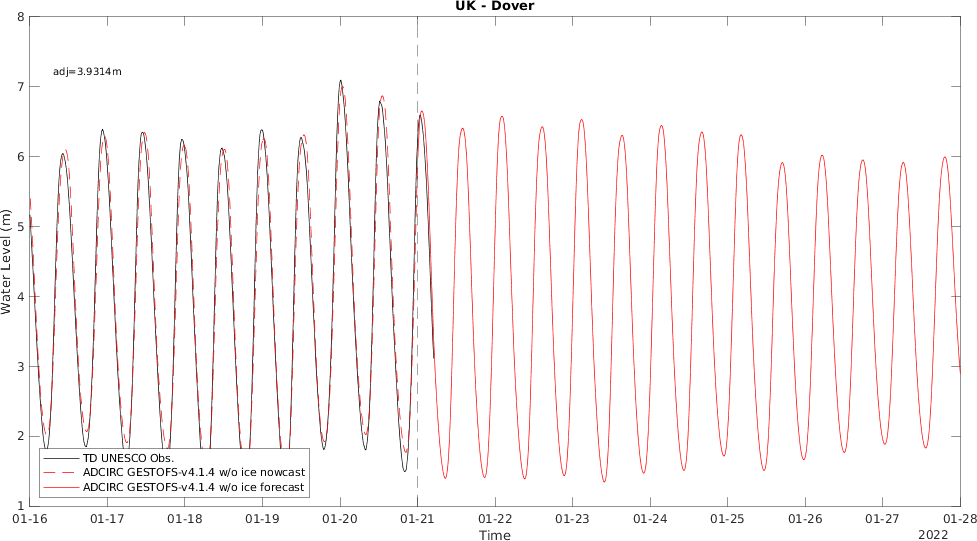 UK - Dover
adj=3.9314m
8
7
6
5
4
3
2
1
Water Level (m)
TD UNESCO Obs.
ADCIRC GESTOFS-v4.1.4 w/o ice nowcast
ADCIRC GESTOFS-v4.1.4 w/o ice forecast
01-16 01-17 01-18 01-19 01-20 01-21 01-22 01-23 01-24 01-25 01-26 01-27 01-28
Time
2022